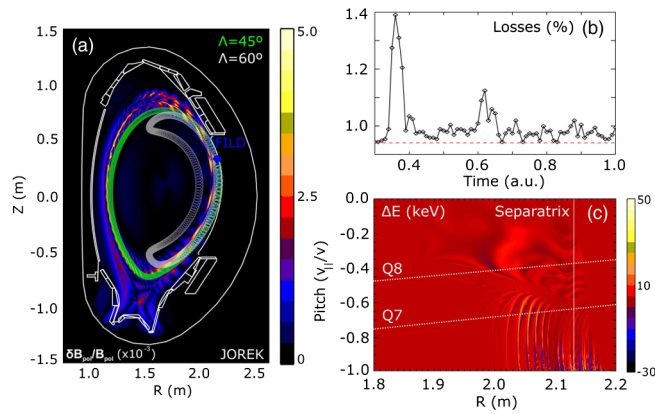 (a)
Λ=45º
Λ=60º
FILD
Z (m)
1.5
1.0
0.5
0.0
-0.5
-1.0
-1.5
δB_pol/B_pol (x10⁻³)
JOREK
1.0 1.5 2.0 2.5
R (m)
5.0
2.5
0
Losses (%) (b)
1.4
1.2
1.0
0.4 0.6 0.8 1.0
Time (a.u.)
Pitch (v||/v)
0.0
-0.2
-0.4
-0.6
-0.8
-1.0
ΔE (keV) Separatrix (c)
Q8
Q7
1.8 1.9 2.0 2.1 2.2
R (m)
50
10
-30